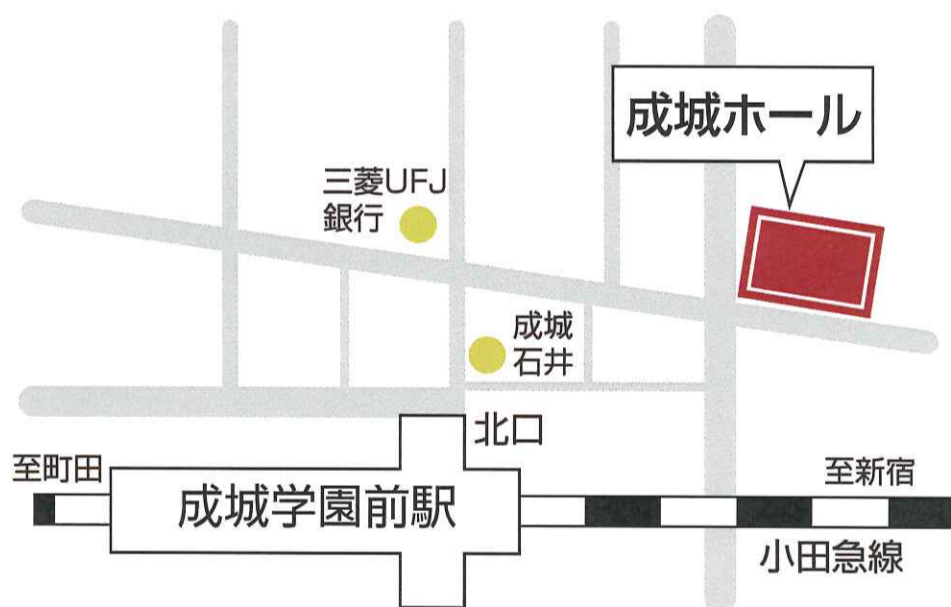 成城ホール
三菱UFJ
銀行
成城
石井
北口
至町田
至新宿
成城学園前駅
小田急線